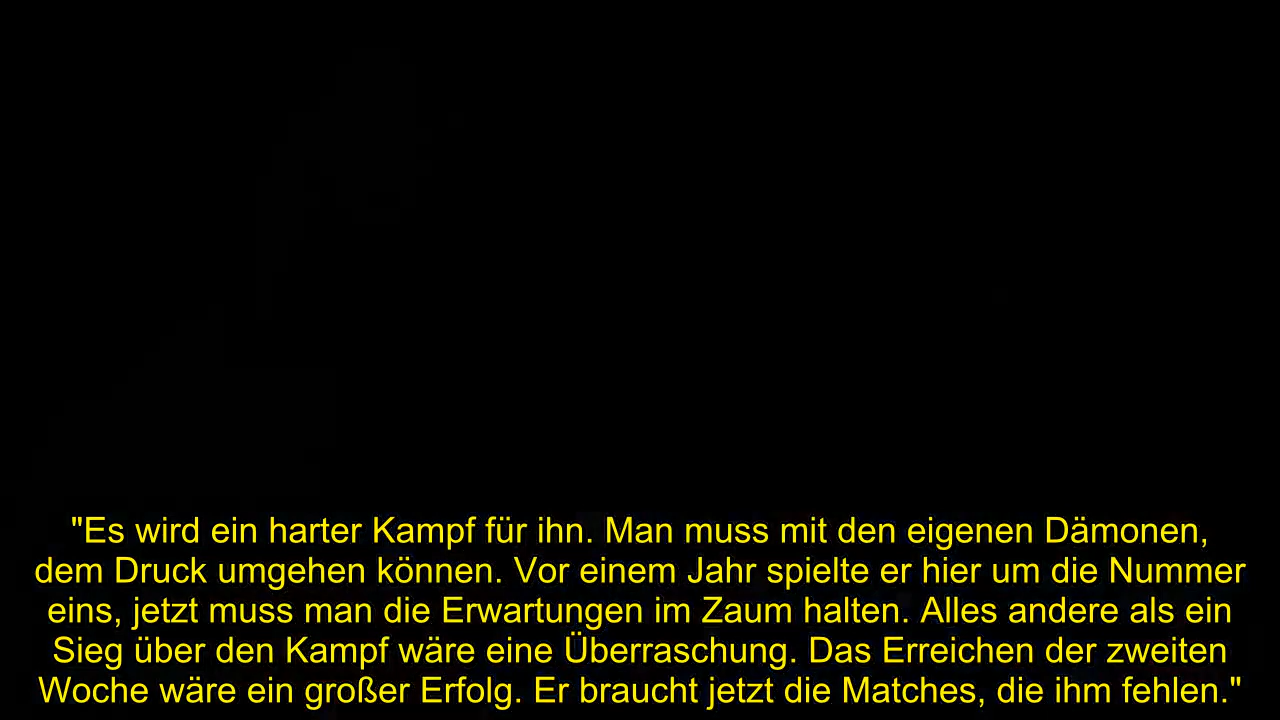 "Es wird ein harter Kampf für ihn. Man muss mit den eigenen Dämonen,
dem Druck umgehen können. Vor einem Jahr spielte er hier um die Nummer
eins, jetzt muss man die Erwartungen im Zaum halten. Alles andere als ein
Sieg über den Kampf wäre eine Überraschung. Das Erreichen der zweiten
Woche wäre ein großer Erfolg. Er braucht jetzt die Matches, die ihm fehlen."